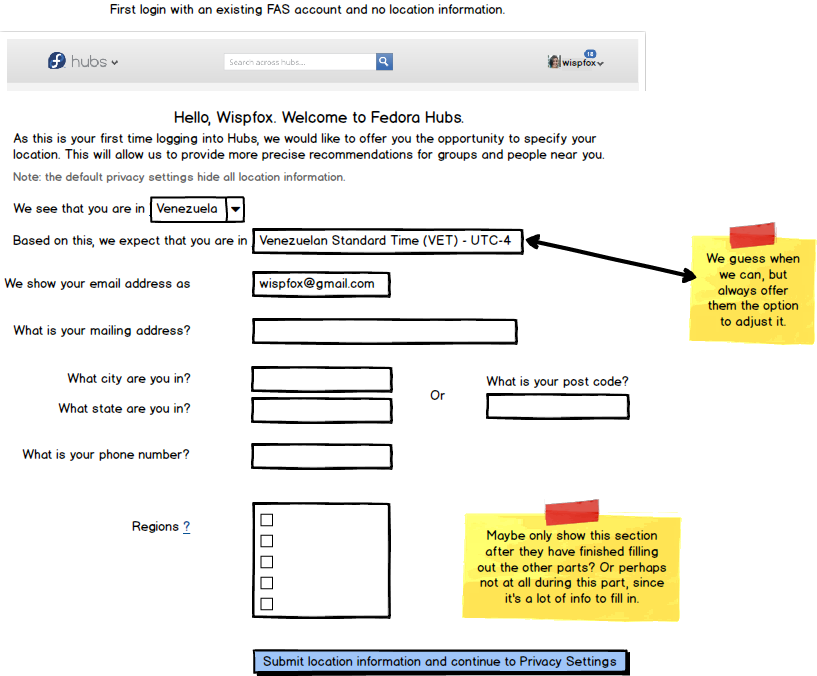 First login with an existing FAS account and no location information.
hubs
Search across hubs...
18
wispfox
Hello, Wispfox. Welcome to Fedora Hubs.
As this is your first time logging into Hubs, we would like to offer you the opportunity to specify your
location. This will allow us to provide more precise recommendations for groups and people near you.
Note: the default privacy settings hide all location information.
We see that you are in Venezuela
Based on this, we expect that you are in Venezuelan Standard Time (VET) - UTC-4
We guess when
we can, but
always offer
them the option
to adjust it.
We show your email address as wispfox@gmail.com
What is your mailing address?
What city are you in?
What state are you in?
Or
What is your post code?
What is your phone number?
Regions ?
Maybe only show this section
after they have finished filling
out the other parts? Or perhaps
not at all during this part, since
it's a lot of info to fill in.
Submit location information and continue to Privacy Settings